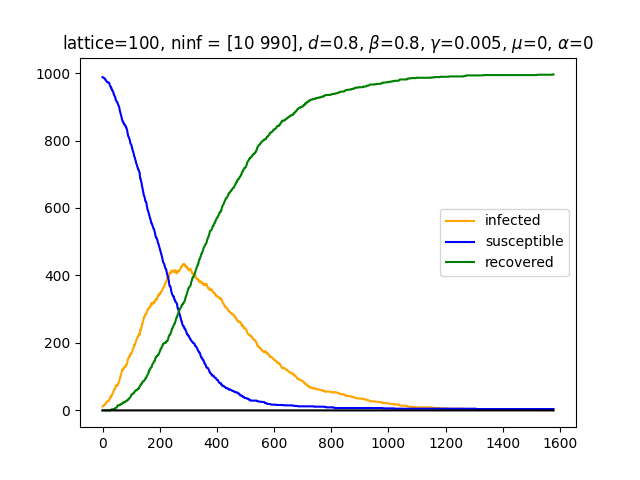 lattice=100, ninf = [10 990], d=0.8, β=0.8, γ=0.005, μ=0, α=0
1000
800
600
400
200
0
infected
susceptible
recovered
0 200 400 600 800 1000 1200 1400 1600